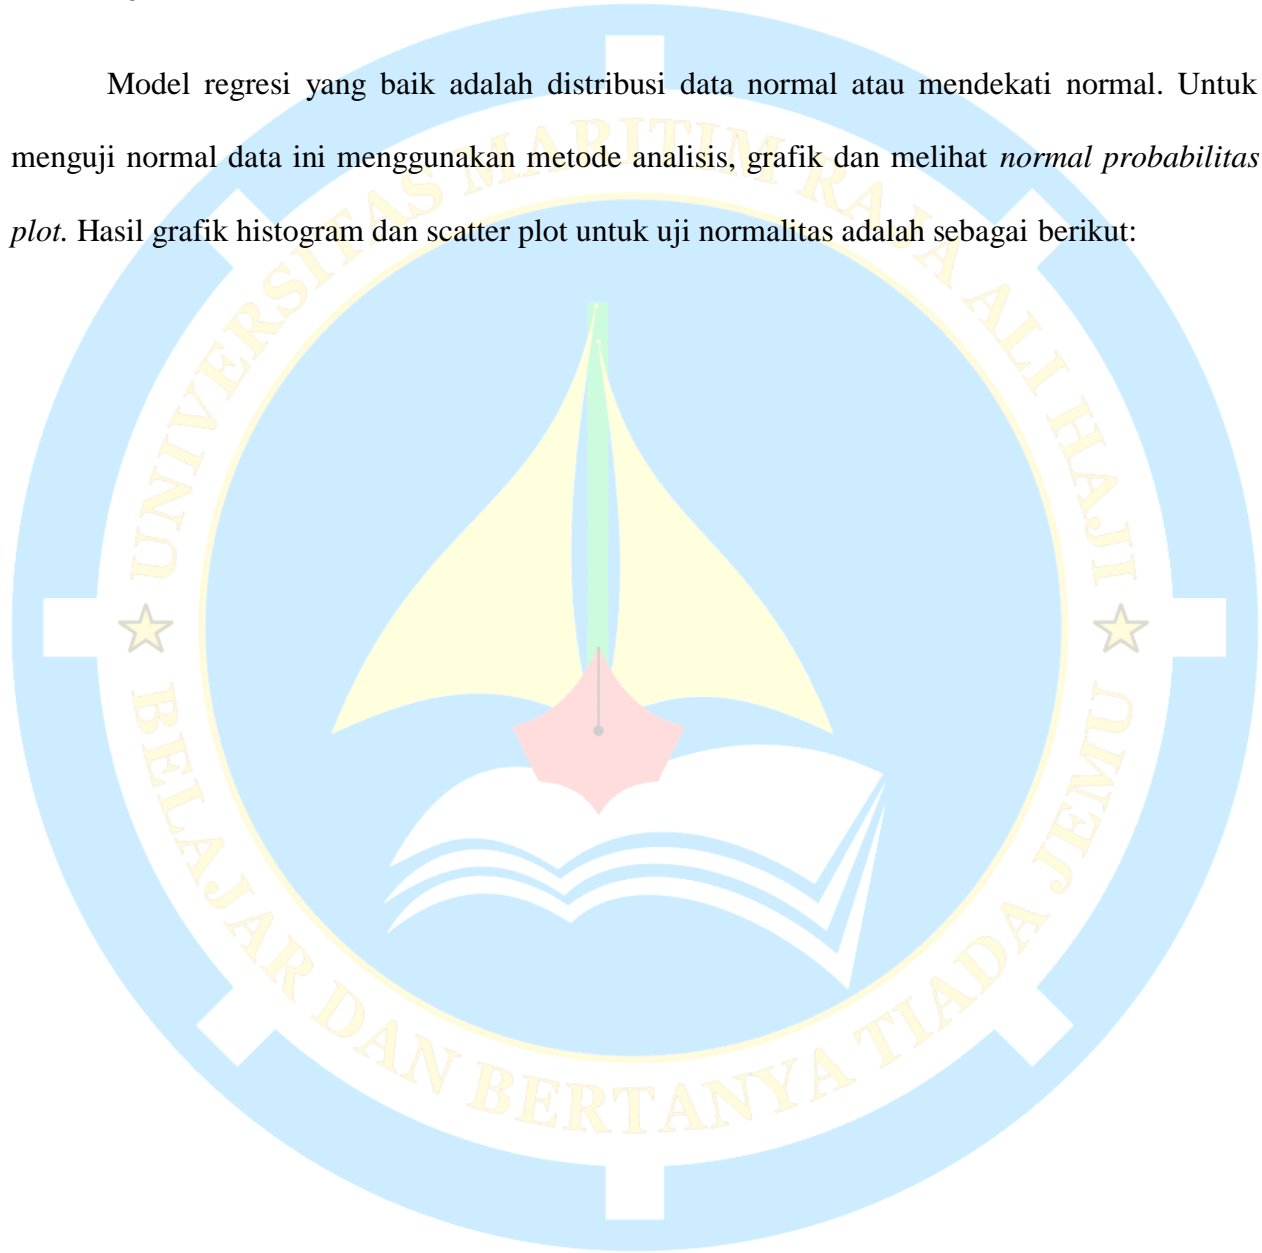 Model regresi yang baik adalah distribusi data normal atau mendekati normal. Untuk
menguji normal data ini menggunakan metode analisis, grafik dan melihat normal probabilitas
plot. Hasil grafik histogram dan scatter plot untuk uji normalitas adalah sebagai berikut:
UNIVERSITAS MARITIM RAJA ALI HAJI
BELAJAR DAN BERTANYA TIADA JEMU